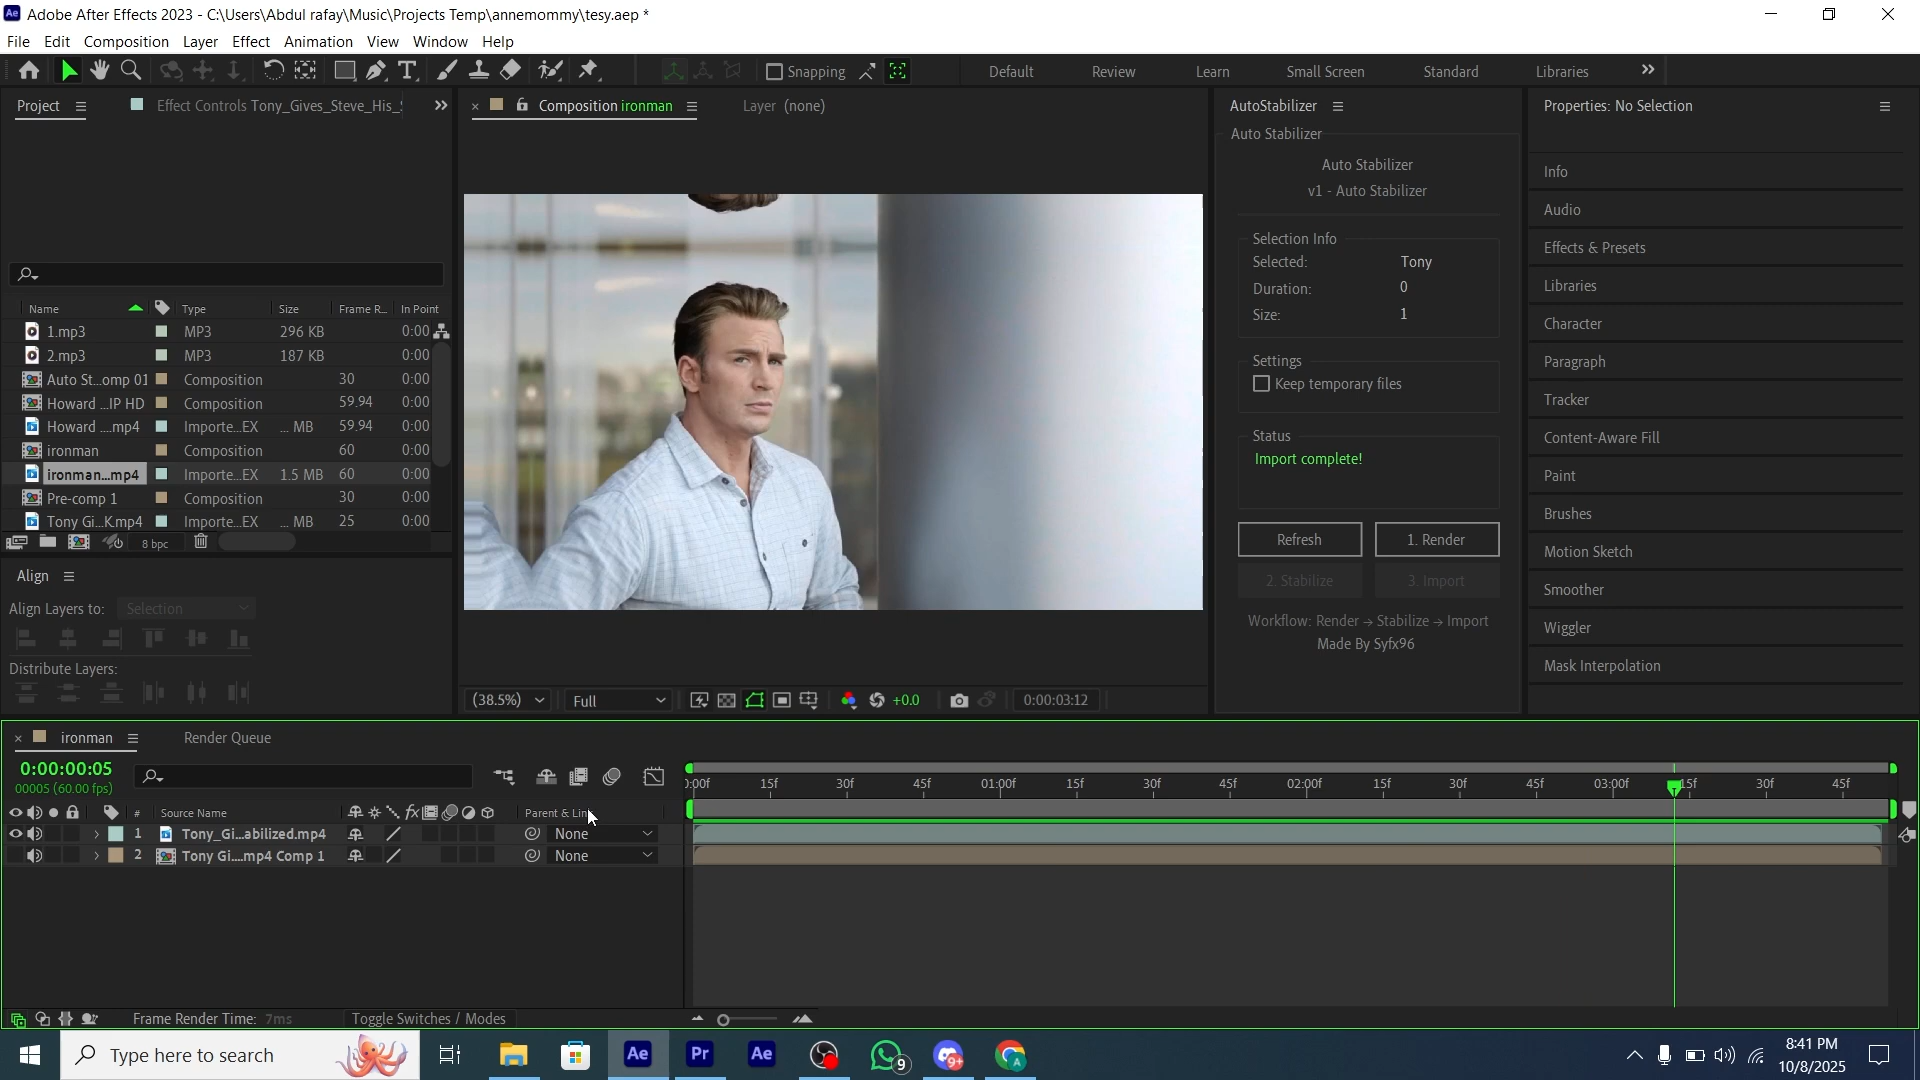 Adobe After Effects 2023 - C:\Users\Abdul rafay\Music\Projects Temp\annemommy\tesy.aep *
File Edit Composition Layer Effect Animation View Window Help
Snapping Default Review Learn Small Screen Standard Libraries
Project Effect Controls Tony_Gives_Steve_His_S
Composition ironman Layer (none)
AutoStabilizer
Properties: No Selection
Auto Stabilizer
Auto Stabilizer
v1 - Auto Stabilizer
Selection Info
Selected: Tony
Duration: 0
Size: 1
Settings
Keep temporary files
Status
Import complete!
Refresh 1. Render
2. Stabilize 3. Import
Workflow: Render → Stabilize → Import
Made By Syfx96
Info
Audio
Effects & Presets
Libraries
Character
Paragraph
Tracker
Content-Aware Fill
Paint
Brushes
Motion Sketch
Smoother
Wiggler
Mask Interpolation
Name Type Size Frame R... In Point
1.mp3 MP3 296 KB 0:00
2.mp3 MP3 187 KB 0:00
Auto St...omp 01 Composition 30 0:00
Howard ...IP HD Composition 59.94 0:00
Howard ....mp4 Importe...EX ... MB 59.94 0:00
ironman Composition 60 0:00
ironman...mp4 Importe...EX 1.5 MB 60 0:00
Pre-comp 1 Composition 30 0:00
Tony Gi...K.mp4 Importe...EX ... MB 25 0:00
8 bpc
Align
Align Layers to: Selection
Distribute Layers:
(38.5%) Full +0.0 0:00:03:12
ironman Render Queue
0:00:00:05
00005 (60.00 fps)
):00f 15f 30f 45f 01:00f 15f 30f 45f 02:00f 15f 30f 45f 03:00f 15f 30f 45f
# Source Name fx Parent & Link
1 Tony_Gi...abilized.mp4 None
2 Tony Gi....mp4 Comp 1 None
Frame Render Time: 7ms Toggle Switches / Modes
Type here to search
Ae Pr Ae 9 9+ A
8:41 PM
10/8/2025